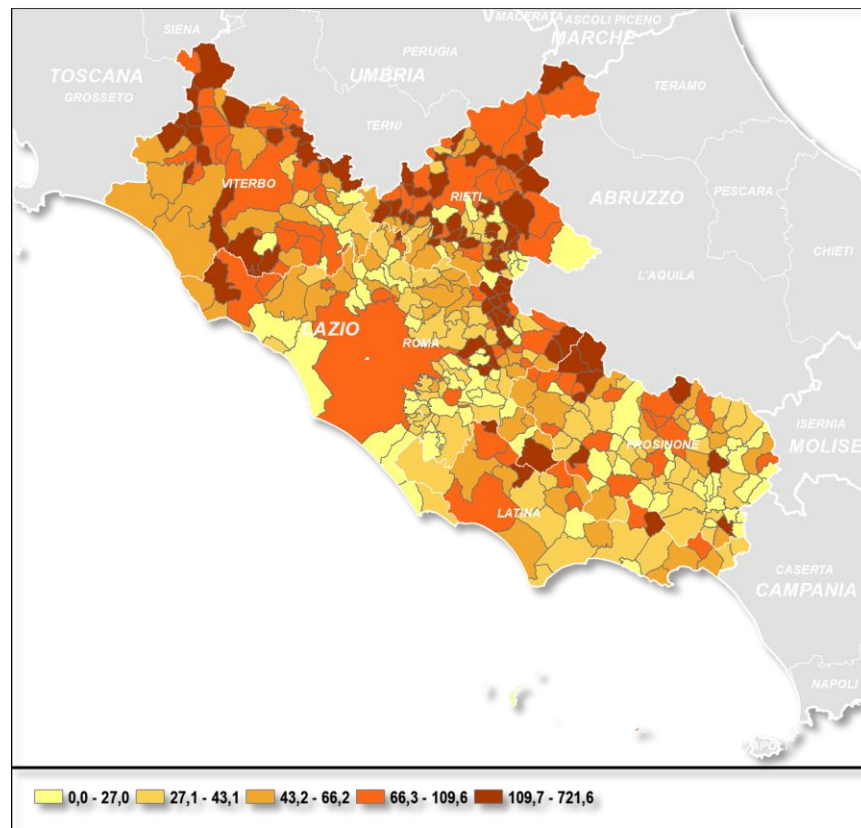 SIENA
MACERATA
ASCOLI PICENO
MARCHE
PERUGIA
TOSCANA
UMBRIA
TERAMO
GROSSETO
TERNI
VITERBO
RIETI
ABRUZZO
PESCARA
CHIETI
L'AQUILA
LAZIO
ROMA
ISERNIA
FROSINONE
MOLISE
LATINA
CASERTA
CAMPANIA
NAPOLI
NAPOLI
0,0 - 27,0 27,1 - 43,1 43,2 - 66,2 66,3 - 109,6 109,7 - 721,6